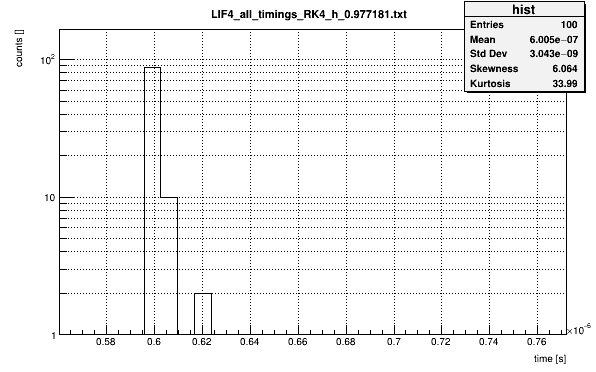 LIF4_all_timings_RK4_h_0.977181.txt
hist
Entries 100
Mean 6.005e−07
Std Dev 3.043e−09
Skewness 6.064
Kurtosis 33.99
counts []
10²
10
1
0.58 0.6 0.62 0.64 0.66 0.68 0.7 0.72 0.74 0.76
×10⁻⁶
time [s]